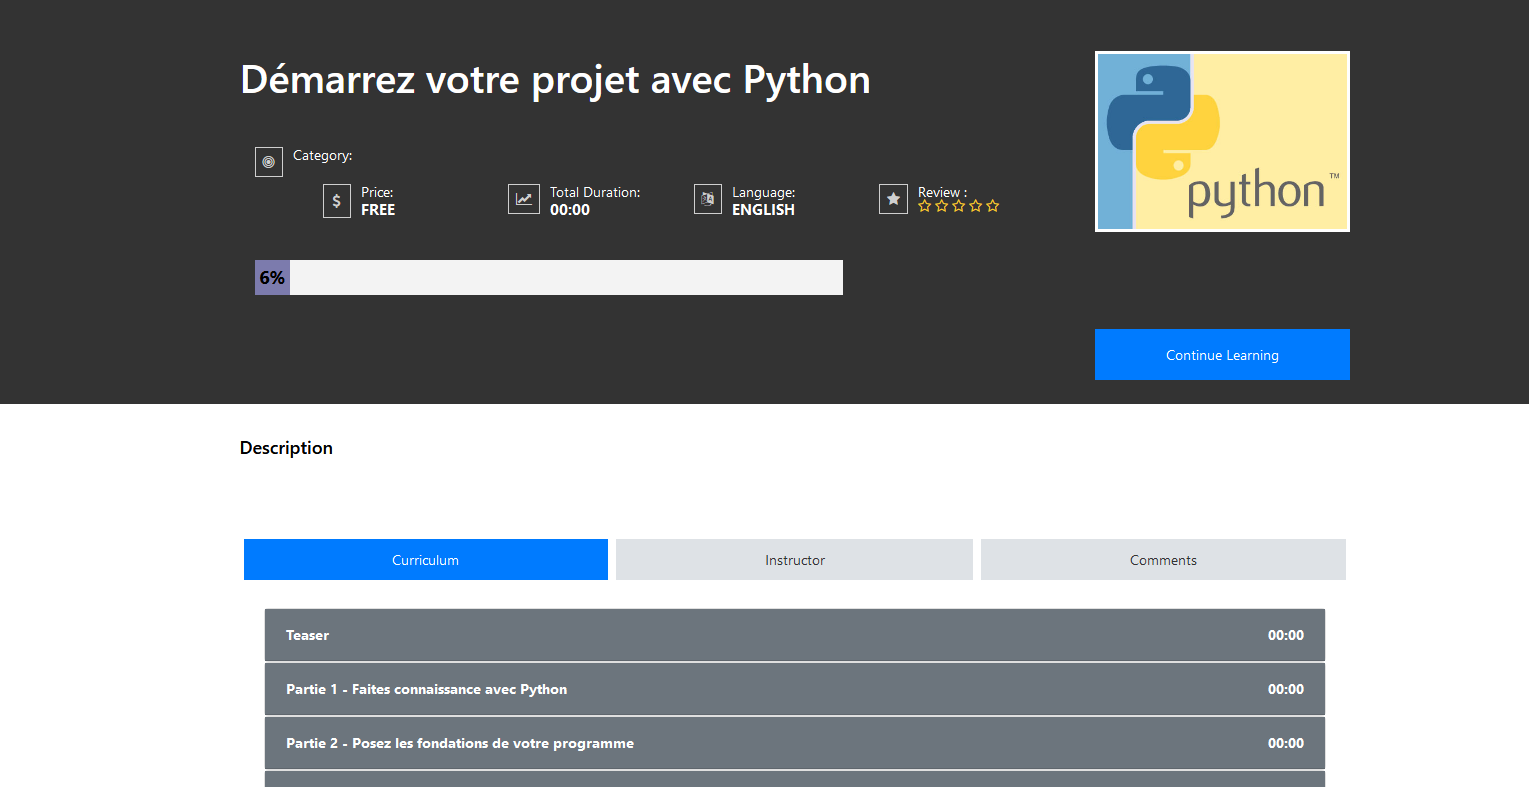 Démarrez votre projet avec Python
python™
Category:
Price:
FREE
Total Duration:
00:00
Language:
ENGLISH
Review :
6%
Continue Learning
Description
Curriculum
Instructor
Comments
Teaser 00:00
Partie 1 - Faites connaissance avec Python 00:00
Partie 2 - Posez les fondations de votre programme 00:00